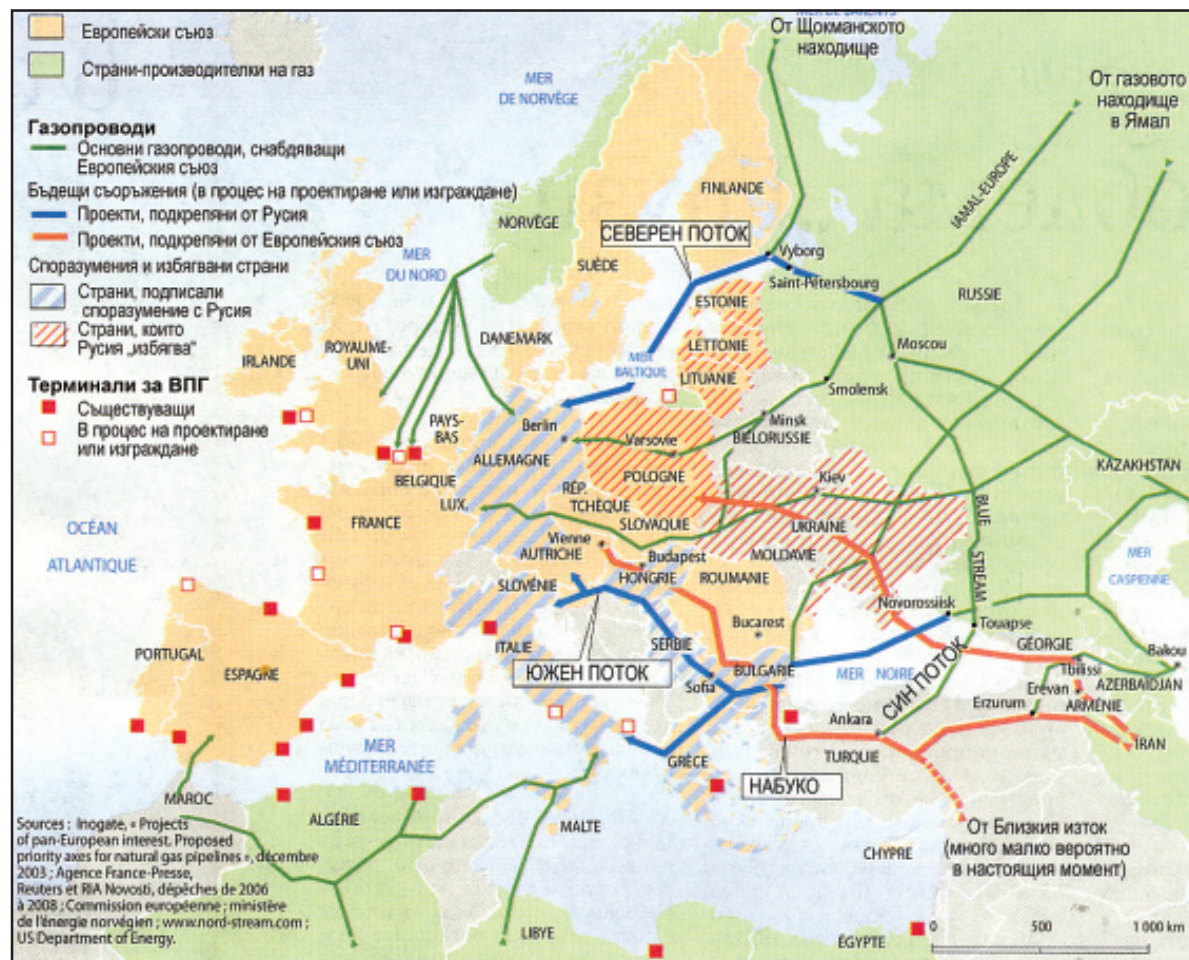 Европейски съюз
Страни-производителки на газ
Газопроводи
Основни газопроводи, снабдяващи
Европейския съюз
Бъдещи съоръжения (в процес на проектиране или изграждане)
Проекти, подкрепяни от Русия
Проекти, подкрепяни от Европейския съюз
Споразумения и избягвани страни
Страни, подписали
споразумение с Русия
Страни, които
Русия „избягва“
Терминали за ВПГ
Съществуващи
В процес на проектиране
или изграждане
MER DE BARENTS
От Щокманското
находище
От газовото
находище
в Ямал
MER
DE NORVÈGE
FINLANDE
NORVÈGE
IAMAL-EUROPE
СЕВЕРЕН ПОТОК
Vyborg
Saint-Pétersbourg
MER
DU NORD
SUÈDE
RUSSIE
ESTONIE
DANEMARK
LETTONIE
Moscou
IRLANDE
ROYAUME-
UNI
MER
BALTIQUE
LITUANIE
Smolensk
PAYS-
BAS
Berlin
Varsovie
Minsk
BIÉLORUSSIE
ALLEMAGNE
POLOGNE
BELGIQUE
KAZAKHSTAN
LUX.
RÉP.
TCHÈQUE
Kiev
FRANCE
SLOVAQUIE
UKRAINE
BLUE
STREAM
OCÉAN
ATLANTIQUE
Vienne
AUTRICHE
Budapest
MOLDAVIE
HONGRIE
ROUMANIE
MER
CASPIENNE
SLOVÉNIE
Novorossiisk
Touapse
Bucarest
PORTUGAL
ESPAGNE
ITALIE
SERBIE
ЮЖЕН ПОТОК
BULGARIE
Sofia
MER NOIRE
СИН ПОТОК
GÉORGIE
Tbilissi
Bakou
AZERBAÏDJAN
Erevan
ARMÉNIE
Erzurum
Ankara
TURQUIE
IRAN
MER
MÉDITERRANÉE
GRÈCE
НАБУКО
MAROC
ALGÉRIE
MALTE
CHYPRE
От Близкия изток
(много малко вероятно
в настоящия момент)
LIBYE
ÉGYPTE
0 500 1 000 km
Sources : Inogate, « Projects
of pan-European interest. Proposed
priority axes for natural gas pipelines », décembre
2003 ; Agence France-Presse,
Reuters et RIA Novosti, dépêches de 2006
à 2008 ; Commission européenne ; ministère
de l'énergie norvégien ; www.nord-stream.com ;
US Department of Energy.